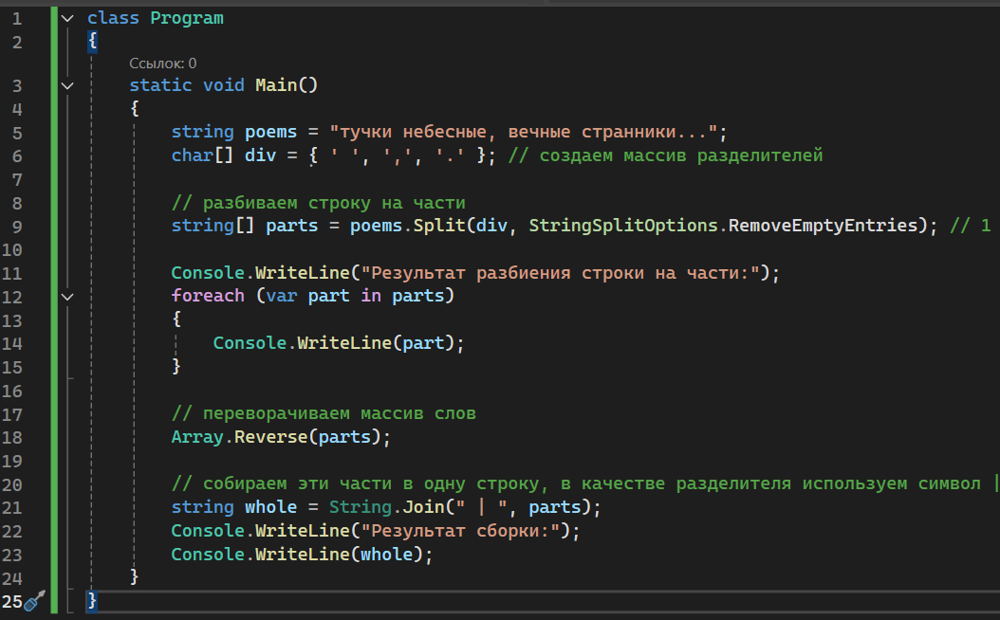 1 class Program
2 {
Ссылок: 0
3 static void Main()
4 {
5 string poems = "тучки небесные, вечные странники...";
6 char[] div = { ' ', ',', '.' }; // создаем массив разделителей
7
8 // разбиваем строку на части
9 string[] parts = poems.Split(div, StringSplitOptions.RemoveEmptyEntries); // 1
10
11 Console.WriteLine("Результат разбиения строки на части:");
12 foreach (var part in parts)
13 {
14 Console.WriteLine(part);
15 }
16
17 // переворачиваем массив слов
18 Array.Reverse(parts);
19
20 // собираем эти части в одну строку, в качестве разделителя используем символ |
21 string whole = String.Join(" | ", parts);
22 Console.WriteLine("Результат сборки:");
23 Console.WriteLine(whole);
24 }
25 }